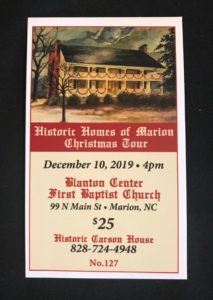 Historic Homes of Marion
Christmas Tour
December 10, 2019 • 4pm
Blanton Center
First Baptist Church
99 N Main St • Marion, NC
$25
Historic Carson House
828-724-4948
No.127